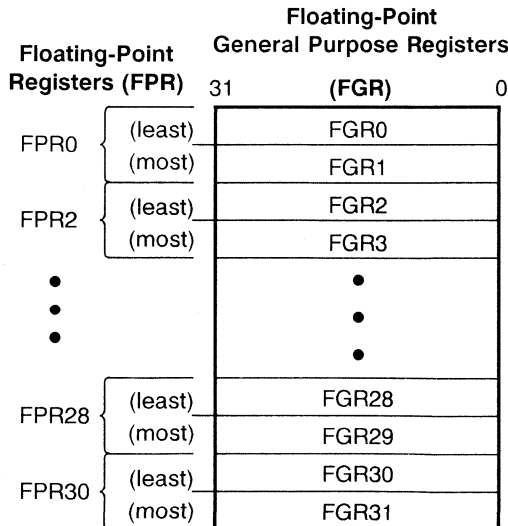 Floating-Point
General Purpose Registers
Floating-Point
Registers (FPR)
31 (FGR) 0
FPR0
(least) FGR0
(most) FGR1
FPR2
(least) FGR2
(most) FGR3
FPR28
(least) FGR28
(most) FGR29
FPR30
(least) FGR30
(most) FGR31